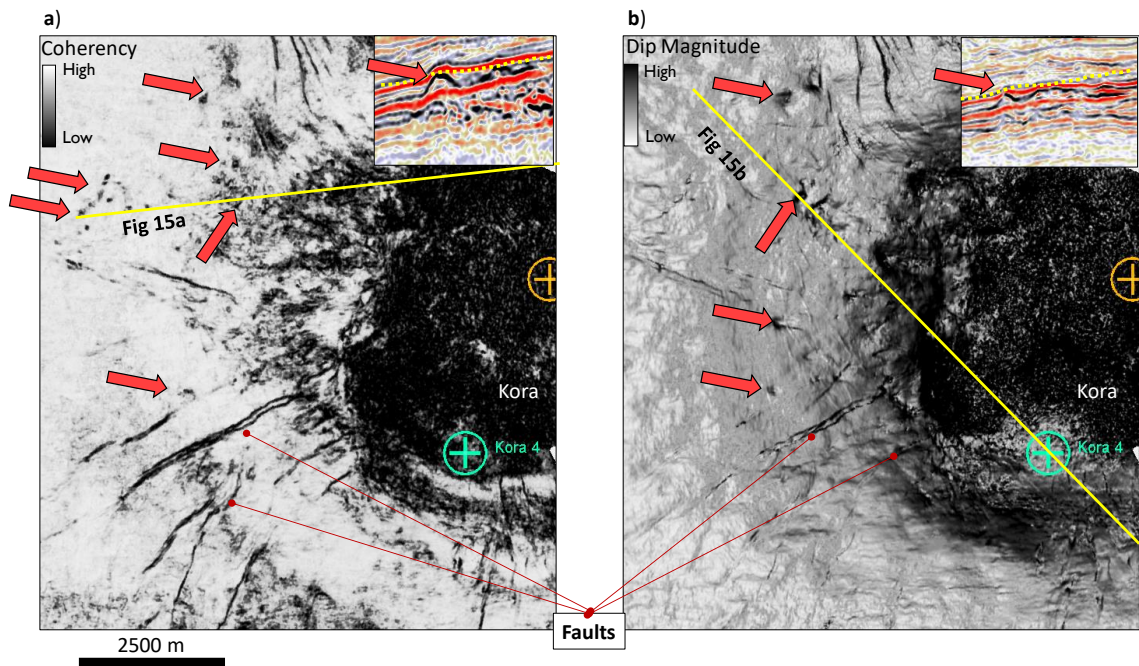 a)
b)
Coherency
High
Low
Dip Magnitude
High
Low
Fig 15a
Fig 15b
Kora
Kora
Kora 4
Kora 4
Faults
2500 m